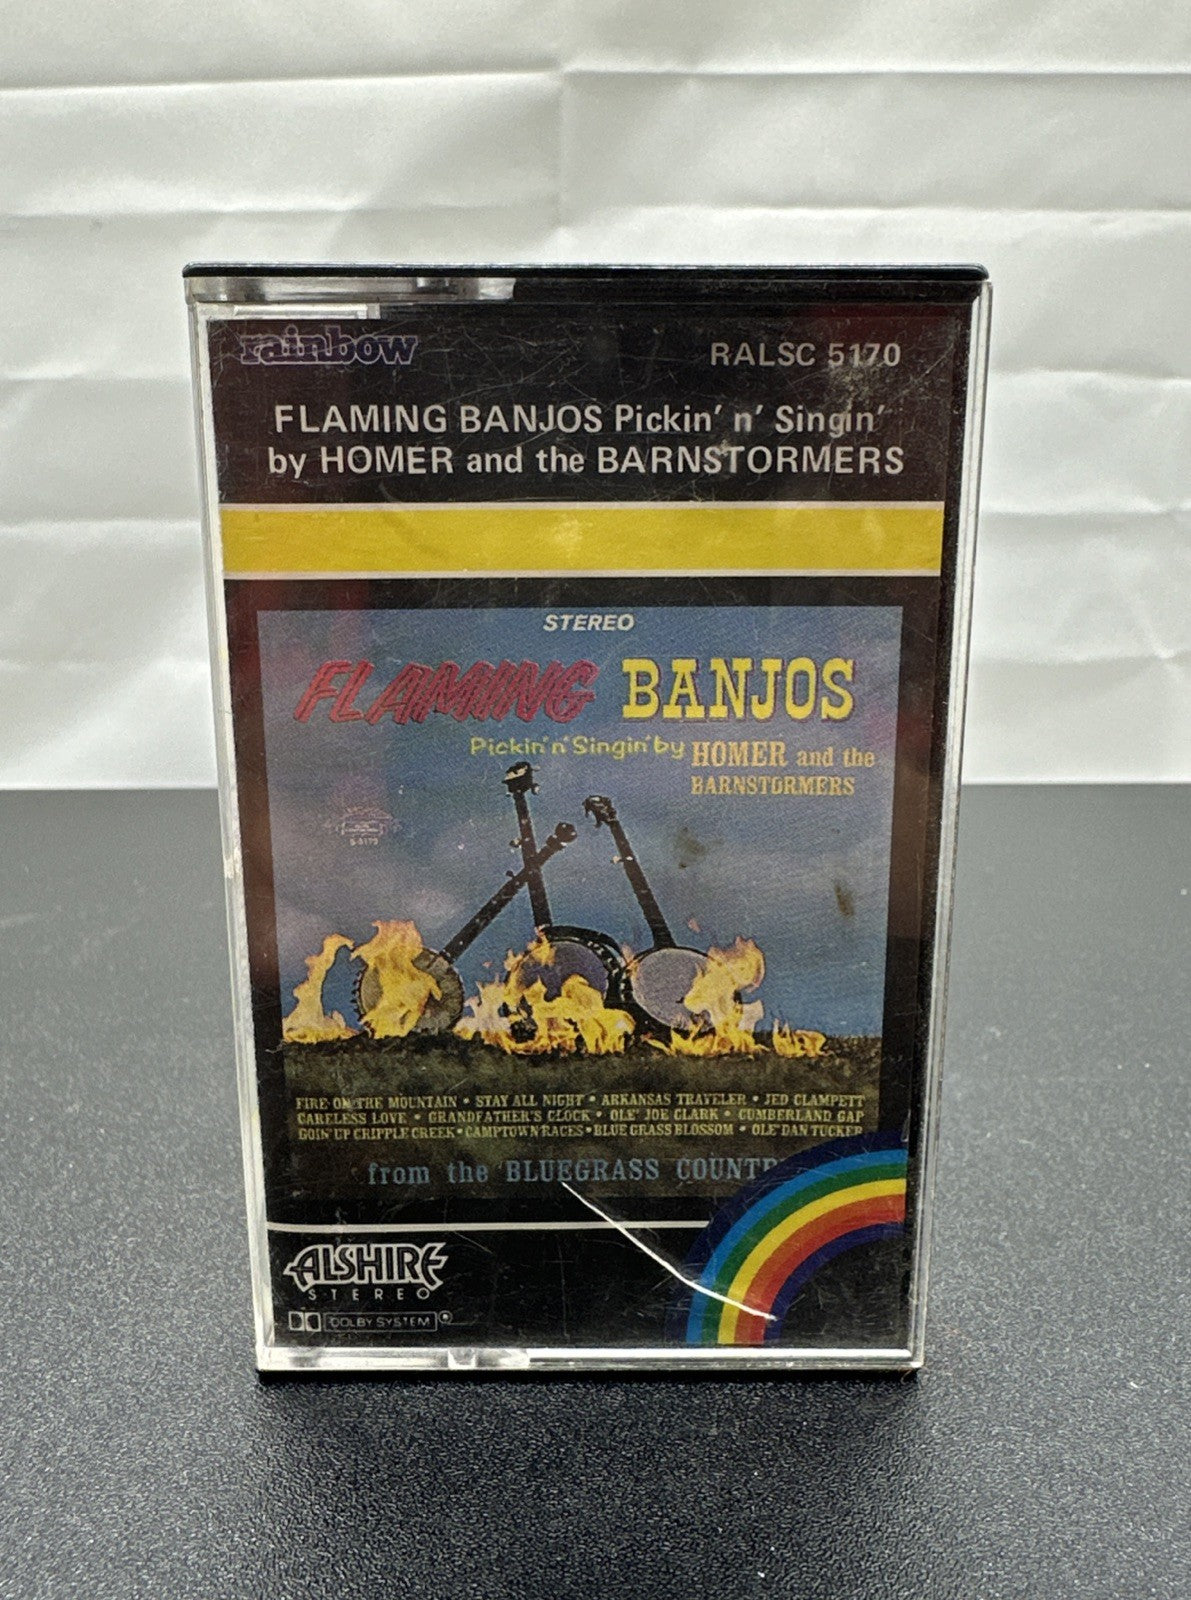 rainbow
RALSC 5170
FLAMING BANJOS Pickin' n' Singin'
by HOMER and the BARNSTORMERS
STEREO
FLAMING BANJOS
Pickin' n' Singin' by HOMER and the
BARNSTORMERS
S-5170
FIRE ON THE MOUNTAIN • STAY ALL NIGHT • ARKANSAS TRAVELER • JED CLAMPETT
CARELESS LOVE • GRANDFATHER'S CLOCK • OLE' JOE CLARK • CUMBERLAND GAP
GOIN' UP CRIPPLE CREEK • CAMPTOWN RACES • BLUE GRASS BLOSSOM • OLE' DAN TUCKER
from the BLUEGRASS COUNTR
ALSHIRE
STEREO
DOLBY SYSTEM ®